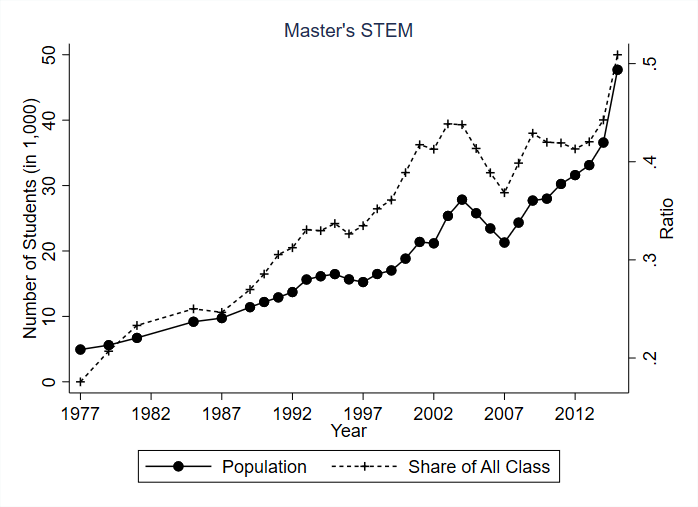 Master's STEM
Number of Students (in 1,000)
50
40
30
20
10
0
Ratio
.5
.4
.3
.2
1977 1982 1987 1992 1997 2002 2007 2012
Year
Population Share of All Class